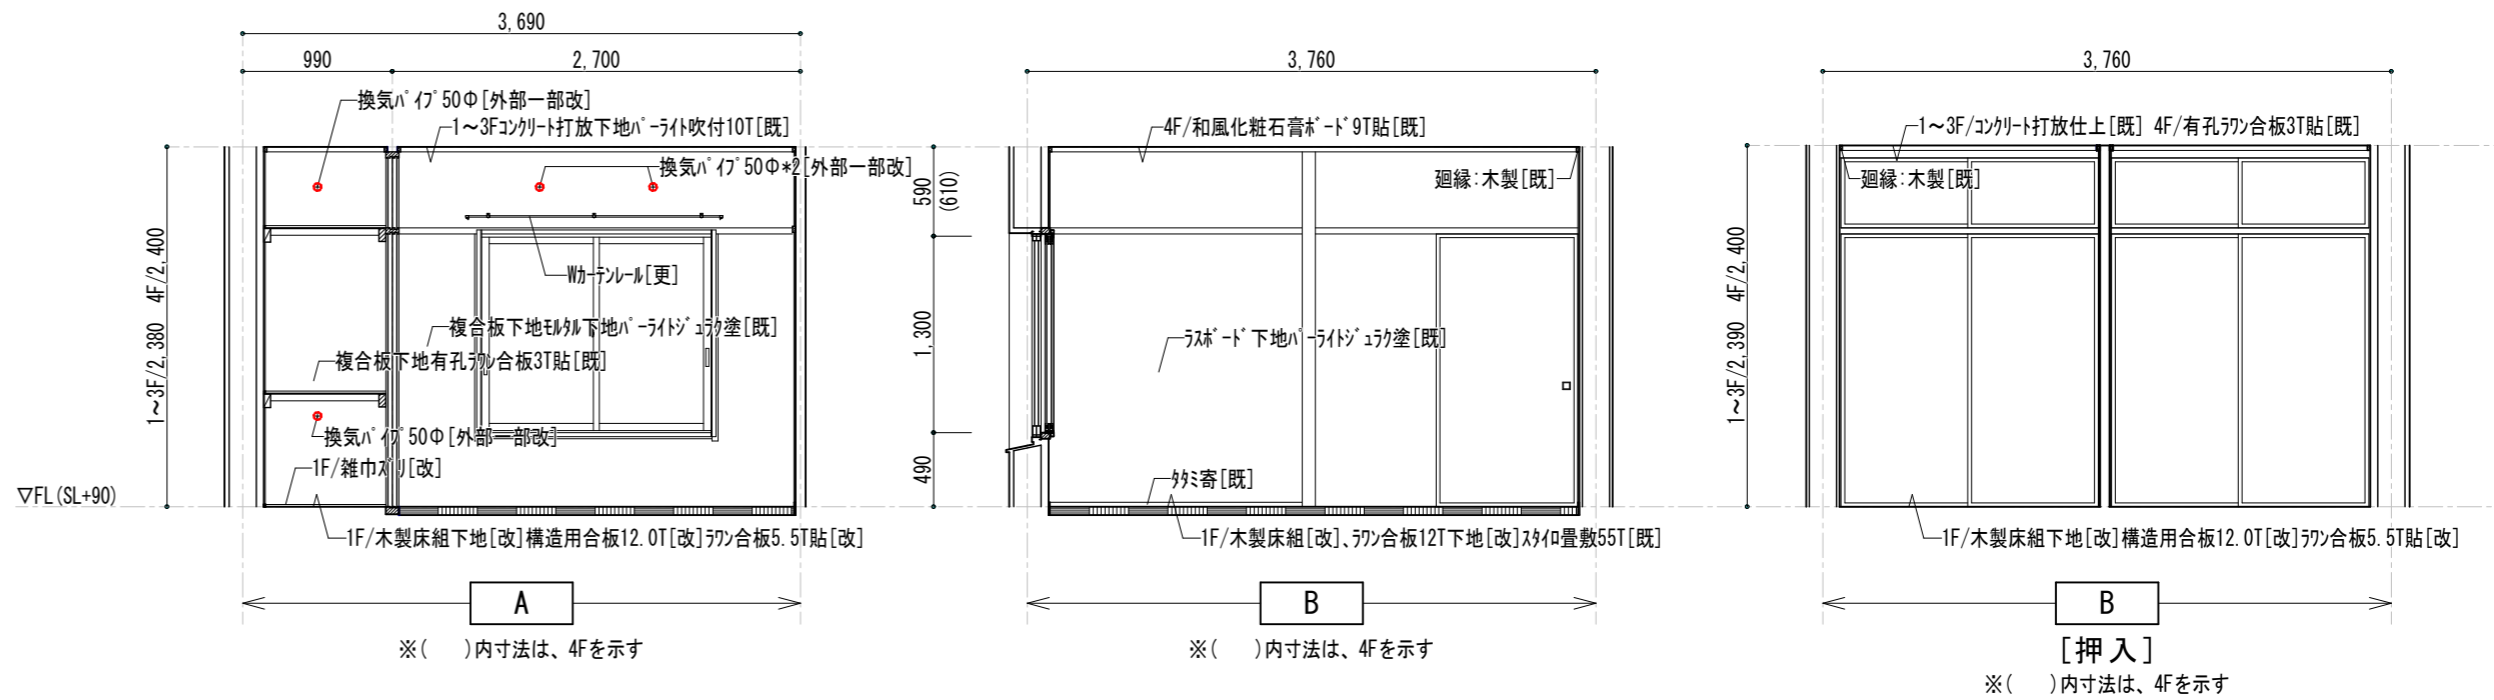 3,690
990
2,700
換気ﾊﾟｲﾌﾟ50Φ[外部一部改]
1～3Fｺﾝｸﾘｰﾄ打放下地ﾊﾟｰﾗｲﾄ吹付10T[既]
換気ﾊﾟｲﾌﾟ50Φ*2[外部一部改]
Wｶｰﾃﾝﾚｰﾙ[更]
複合板下地ﾓﾙﾀﾙ下地ﾊﾟｰﾗｲﾄｼﾞｭﾗｸ塗[既]
複合板下地有孔ﾗﾜﾝ合板3T貼[既]
換気ﾊﾟｲﾌﾟ50Φ[外部一部改]
1F/雑巾ｽﾞﾘ[改]
1～3F/2,380 4F/2,400
▽FL(SL+90)
1F/木製床組下地[改]構造用合板12.0T[改]ﾗﾜﾝ合板5.5T貼[改]
A
※(　　)内寸法は、4Fを示す
3,760
4F/和風化粧石膏ﾎﾞｰﾄﾞ9T貼[既]
廻縁:木製[既]
590
(610)
1,300
490
ﾗｽﾎﾞｰﾄﾞ下地ﾊﾟｰﾗｲﾄｼﾞｭﾗｸ塗[既]
ﾀﾀﾐ寄[既]
1F/木製床組[改]、ﾗﾜﾝ合板12T下地[改]ｽﾀｲﾛ畳敷55T[既]
B
※(　　)内寸法は、4Fを示す
3,760
1～3F/ｺﾝｸﾘｰﾄ打放仕上[既] 4F/有孔ﾗﾜﾝ合板3T貼[既]
廻縁:木製[既]
1～3F/2,390 4F/2,400
1F/木製床組下地[改]構造用合板12.0T[改]ﾗﾜﾝ合板5.5T貼[改]
B
[押入]
※(　　)内寸法は、4Fを示す